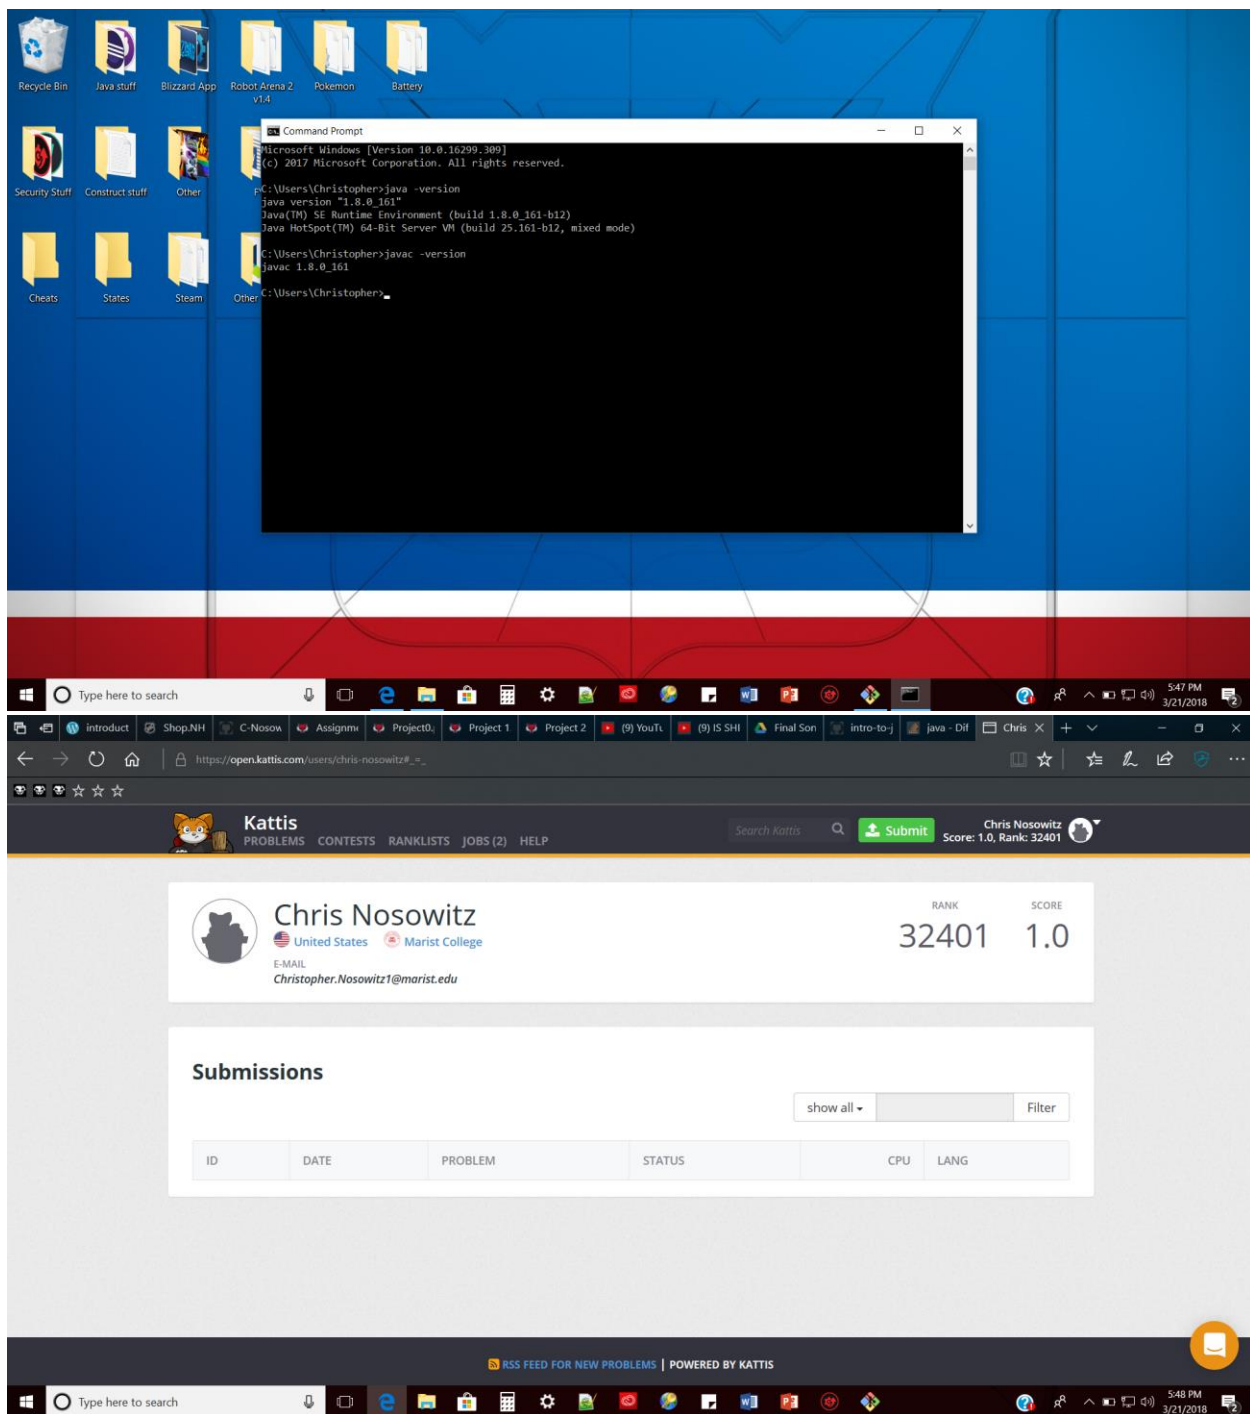 Recycle Bin
Java stuff
Blizzard App
Robot Arena 2 v1.4
Pokemon
Battery
Security Stuff
Construct stuff
Other
Cheats
States
Steam
Other
Command Prompt
Microsoft Windows [Version 10.0.16299.309]
(c) 2017 Microsoft Corporation. All rights reserved.
C:\Users\Christopher>java -version
java version "1.8.0_161"
Java(TM) SE Runtime Environment (build 1.8.0_161-b12)
Java HotSpot(TM) 64-Bit Server VM (build 25.161-b12, mixed mode)
C:\Users\Christopher>javac -version
javac 1.8.0_161
C:\Users\Christopher>
Type here to search
5:47 PM
3/21/2018
introduct Shop.NH C-Nosow Assignm Project0. Project 1 Project 2 (9) YouTu (9) IS SHI Final Son intro-to-j java - Dif Chris
https://open.kattis.com/users/chris-nosowitz#_=_
Kattis
PROBLEMS CONTESTS RANKLISTS JOBS (2) HELP
Search Kattis
Submit
Chris Nosowitz
Score: 1.0, Rank: 32401
Chris Nosowitz
United States Marist College
E-MAIL
Christopher.Nosowitz1@marist.edu
RANK SCORE
32401 1.0
Submissions
show all Filter
ID DATE PROBLEM STATUS CPU LANG
RSS FEED FOR NEW PROBLEMS | POWERED BY KATTIS
Type here to search
5:48 PM
3/21/2018